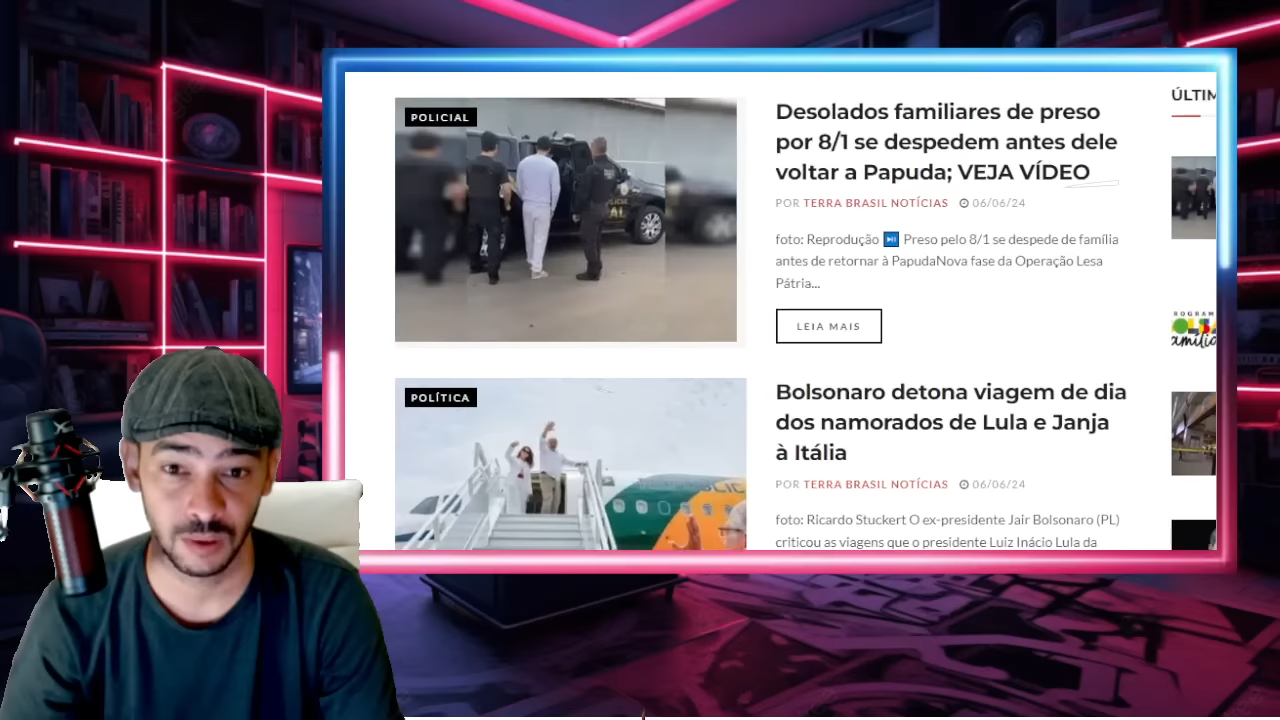 POLICIAL
Desolados familiares de preso
por 8/1 se despedem antes dele
voltar a Papuda; VEJA VÍDEO
POR TERRA BRASIL NOTÍCIAS 06/06/24
foto: Reprodução ⏯ Preso pelo 8/1 se despede de família
antes de retornar à PapudaNova fase da Operação Lesa
Pátria...
LEIA MAIS
POLÍTICA
Bolsonaro detona viagem de dia
dos namorados de Lula e Janja
à Itália
POR TERRA BRASIL NOTÍCIAS 06/06/24
foto: Ricardo Stuckert O ex-presidente Jair Bolsonaro (PL)
criticou as viagens que o presidente Luiz Inácio Lula da
ÚLTIM